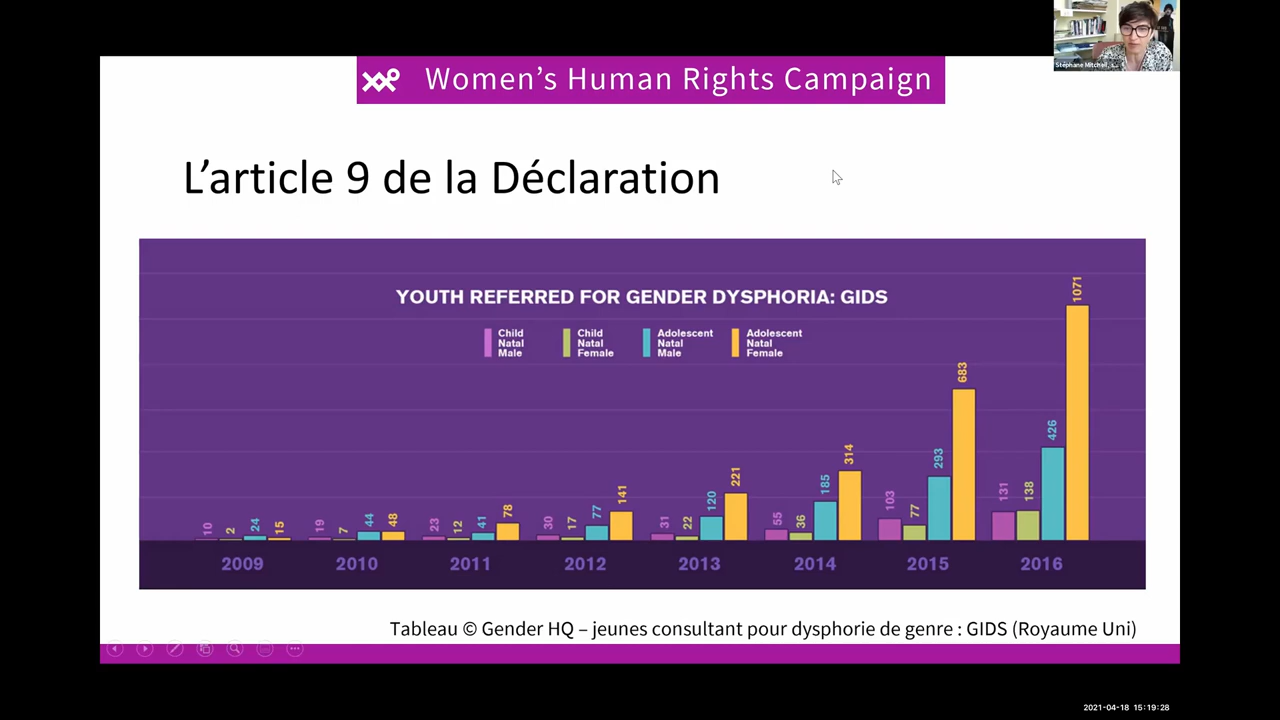 Stéphane Mitchell
Women's Human Rights Campaign
L'article 9 de la Déclaration
YOUTH REFERRED FOR GENDER DYSPHORIA: GIDS
Child Natal Male
Child Natal Female
Adolescent Natal Male
Adolescent Natal Female
10 2 24 15
19 7 44 48
23 12 41 78
30 17 77 141
31 22 120 221
55 36 185 314
103 77 293 683
131 138 426 1071
2009 2010 2011 2012 2013 2014 2015 2016
Tableau © Gender HQ – jeunes consultant pour dysphorie de genre : GIDS (Royaume Uni)
2021-04-18 15:19:28